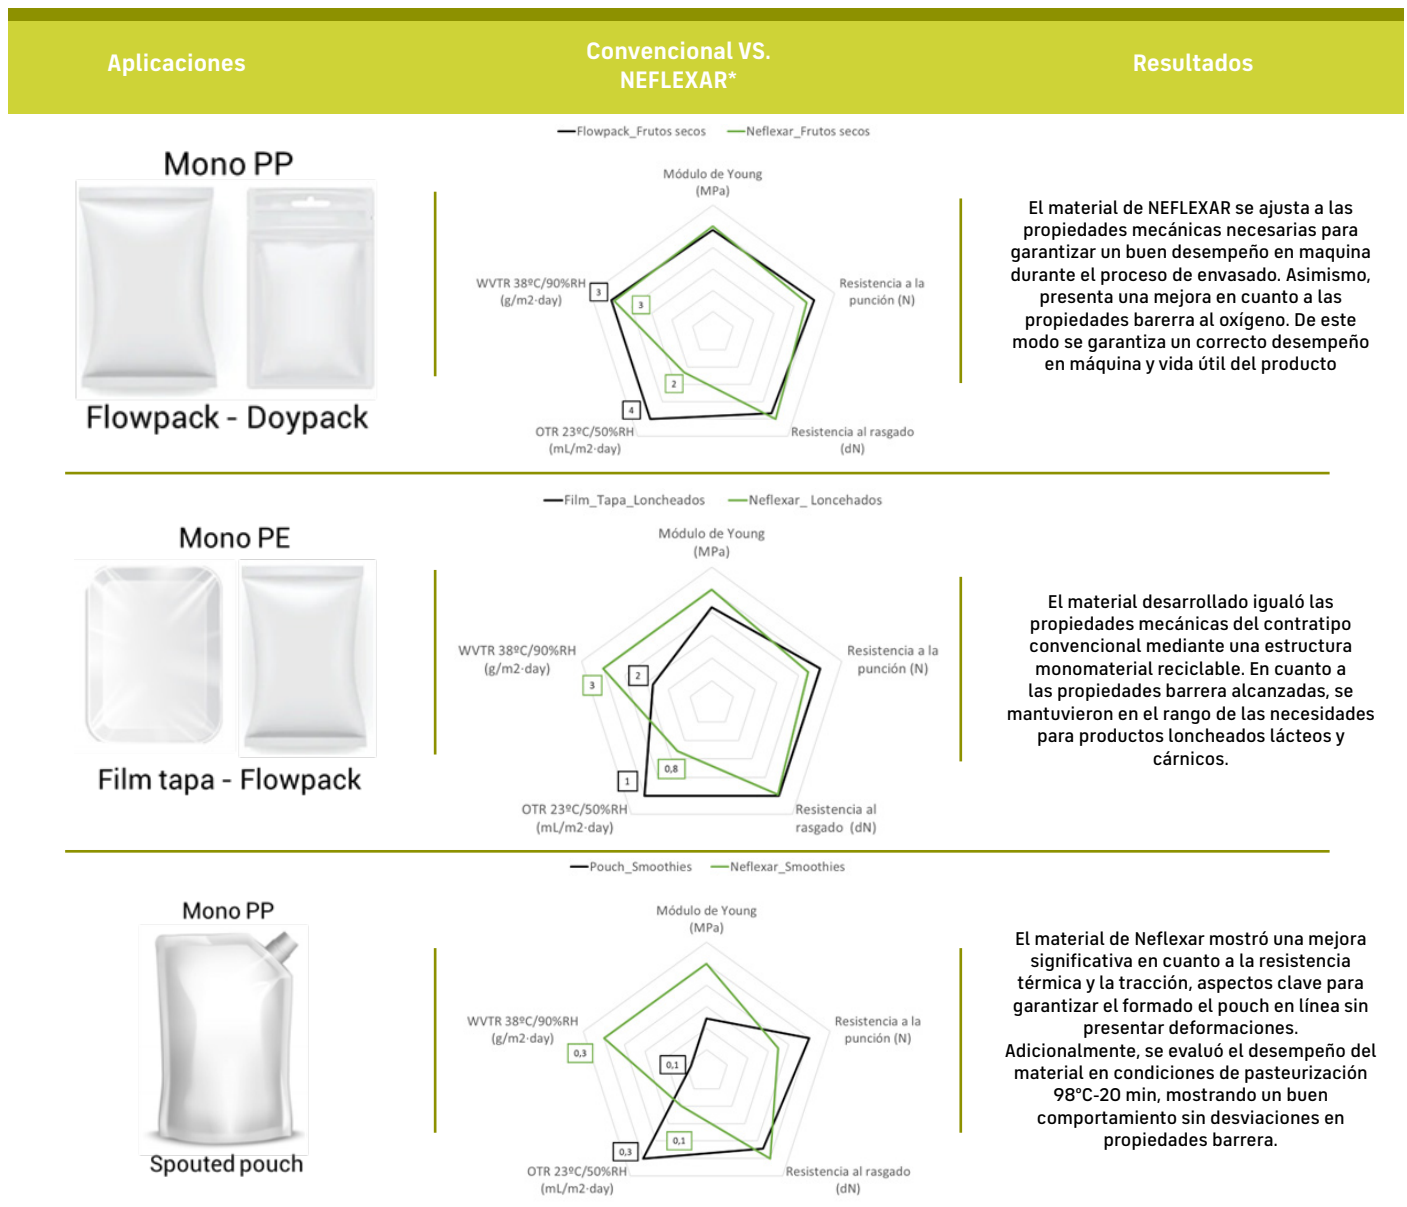 Aplicaciones
Convencional VS.
NEFLEXAR*
Resultados
Mono PP
Flowpack - Doypack
Flowpack_Frutos secos
Neflexar_Frutos secos
Módulo de Young
(MPa)
WVTR 38ºC/90%RH
(g/m2·day)
3
3
Resistencia a la
punción (N)
2
4
OTR 23ºC/50%RH
(mL/m2·day)
Resistencia al rasgado
(dN)
El material de NEFLEXAR se ajusta a las
propiedades mecánicas necesarias para
garantizar un buen desempeño en maquina
durante el proceso de envasado. Asimismo,
presenta una mejora en cuanto a las
propiedades barerra al oxígeno. De este
modo se garantiza un correcto desempeño
en máquina y vida útil del producto
Mono PE
Film tapa - Flowpack
Film_Tapa_Loncheados
Neflexar_ Loncehados
Módulo de Young
(MPa)
WVTR 38ºC/90%RH
(g/m2·day)
2
3
Resistencia a la
punción (N)
0,8
1
OTR 23ºC/50%RH
(mL/m2·day)
Resistencia al
rasgado (dN)
El material desarrollado igualó las
propiedades mecánicas del contratipo
convencional mediante una estructura
monomaterial reciclable. En cuanto a
las propiedades barrera alcanzadas, se
mantuvieron en el rango de las necesidades
para productos loncheados lácteos y
cárnicos.
Mono PP
Spouted pouch
Pouch_Smoothies
Neflexar_Smoothies
Módulo de Young
(MPa)
WVTR 38ºC/90%RH
(g/m2·day)
0,3
0,1
Resistencia a la
punción (N)
0,1
0,3
OTR 23ºC/50%RH
(mL/m2·day)
Resistencia al rasgado
(dN)
El material de Neflexar mostró una mejora
significativa en cuanto a la resistencia
térmica y la tracción, aspectos clave para
garantizar el formado el pouch en línea sin
presentar deformaciones.
Adicionalmente, se evaluó el desempeño del
material en condiciones de pasteurización
98°C-20 min, mostrando un buen
comportamiento sin desviaciones en
propiedades barrera.